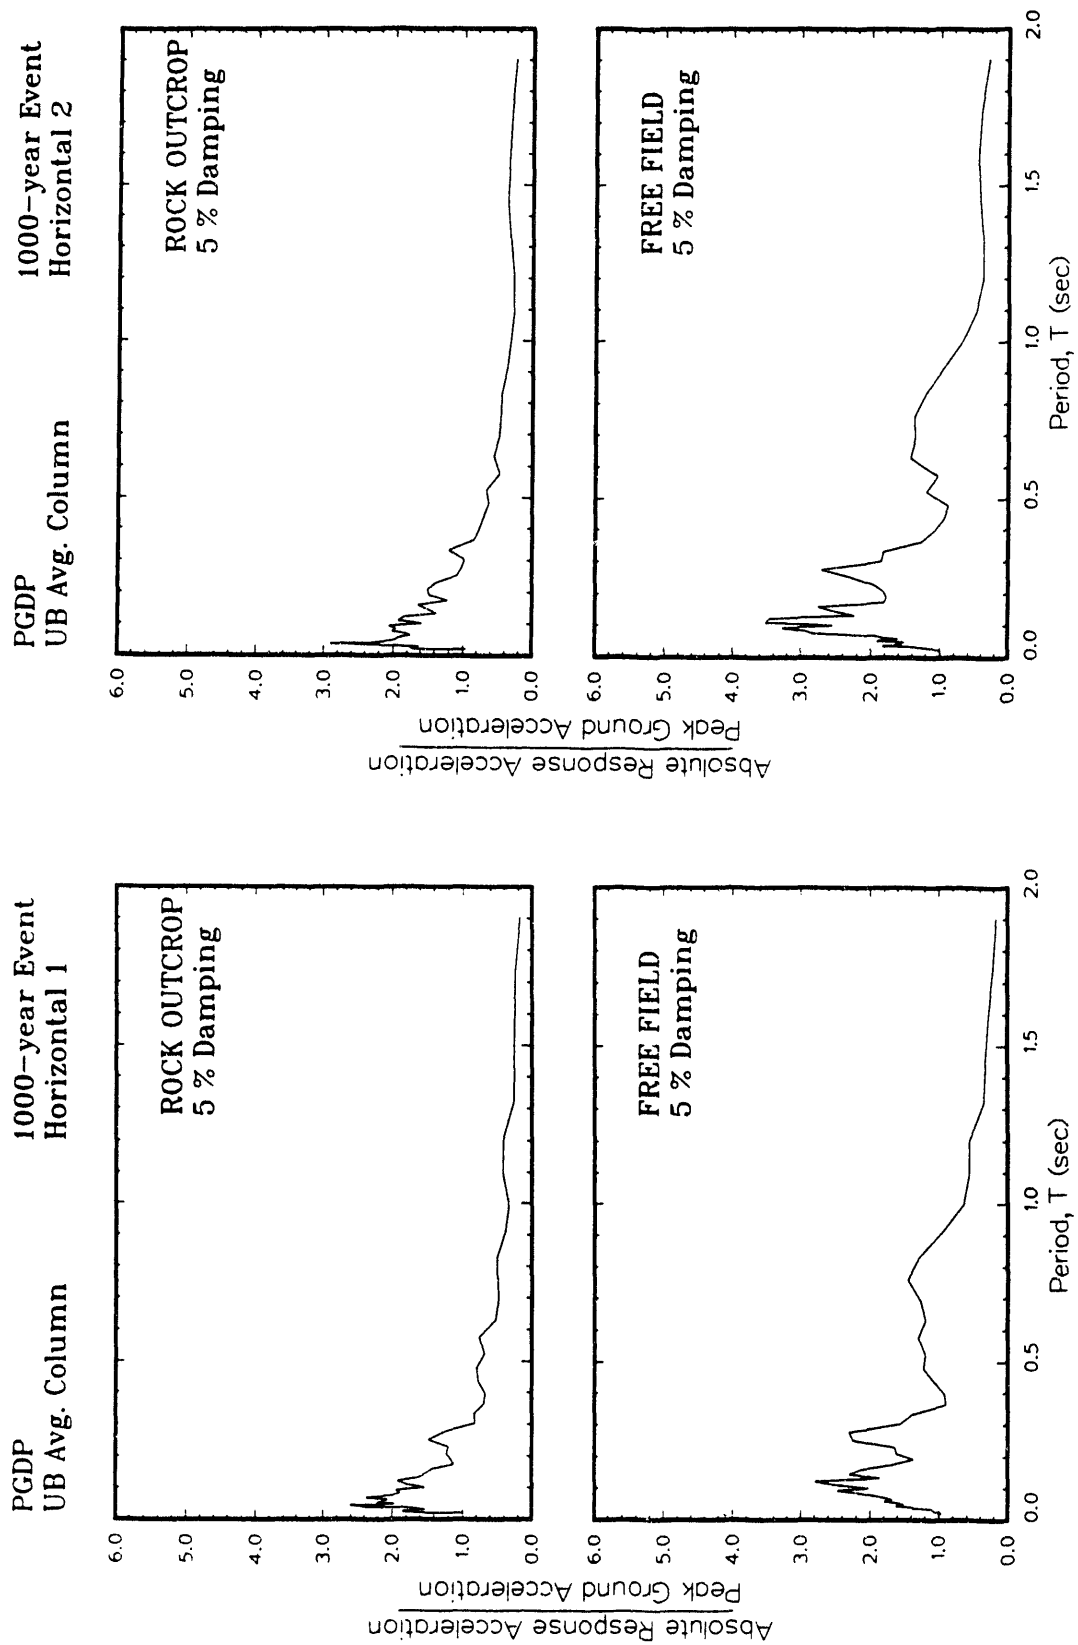 PGDP
UB Avg. Column
1000-year Event
Horizontal 1
Absolute Response Acceleration
Peak Ground Acceleration
6.0
5.0
4.0
3.0
2.0
1.0
0.0
ROCK OUTCROP
5 % Damping
6.0
5.0
4.0
3.0
2.0
1.0
0.0
FREE FIELD
5 % Damping
0.0
0.5
1.0
1.5
2.0
Period, T (sec)
PGDP
UB Avg. Column
1000-year Event
Horizontal 2
Absolute Response Acceleration
Peak Ground Acceleration
6.0
5.0
4.0
3.0
2.0
1.0
0.0
ROCK OUTCROP
5 % Damping
6.0
5.0
4.0
3.0
2.0
1.0
0.0
FREE FIELD
5 % Damping
0.0
0.5
1.0
1.5
2.0
Period, T (sec)